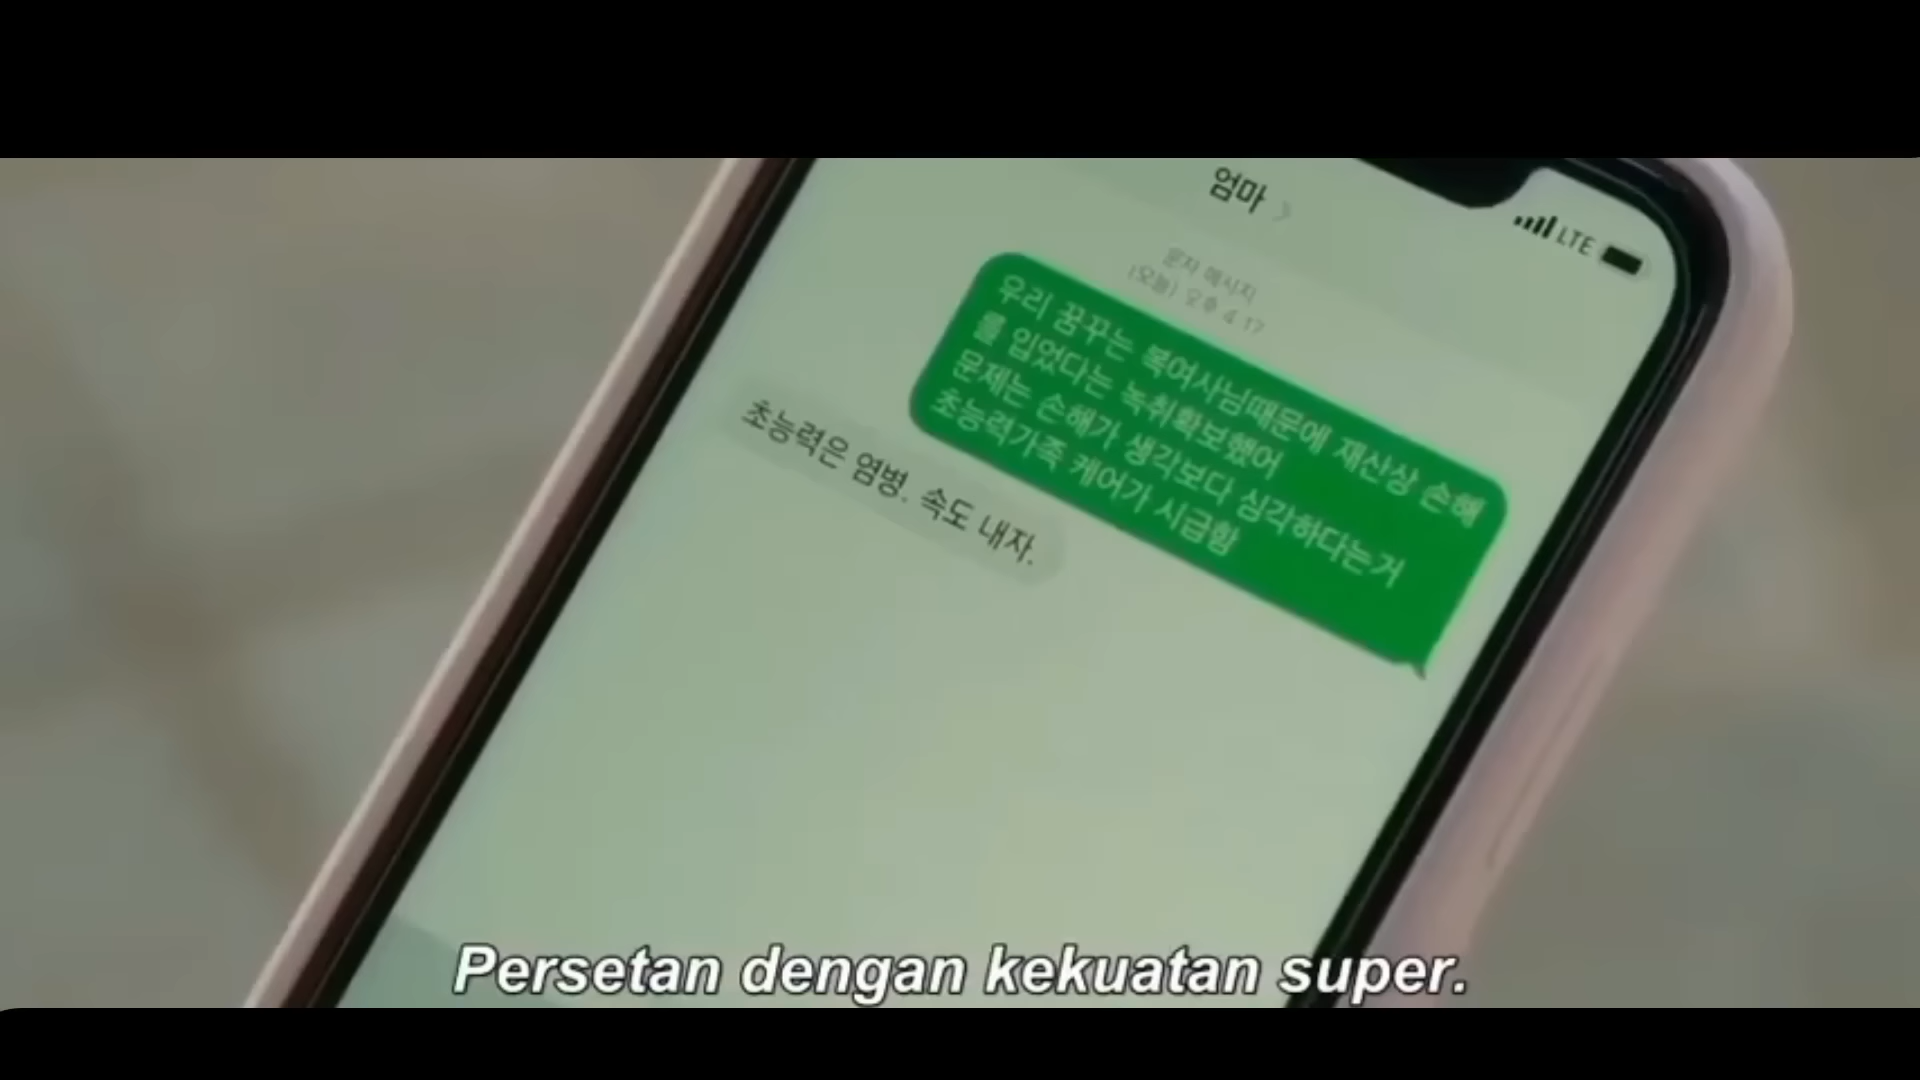 엄마
LTE
문자 메시지
(오늘) 오후 4:17
우리 꿈꾸는 복여사님때문에 재산상 손해
를 입었다는 녹취확보했어
문제는 손해가 생각보다 심각하다는거
초능력가족 케어가 시급함
초능력은 염병. 속도 내자.
Persetan dengan kekuatan super.